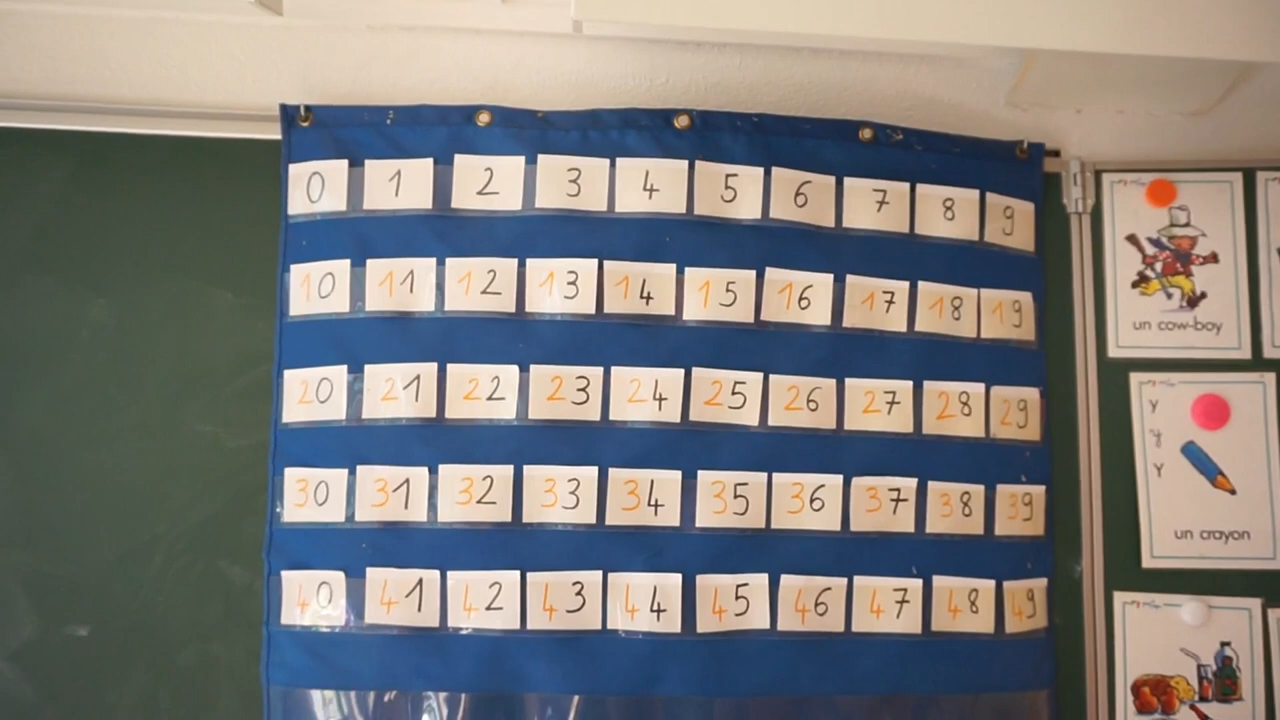 0 1 2 3 4 5 6 7 8 9
10 11 12 13 14 15 16 17 18 19
20 21 22 23 24 25 26 27 28 29
30 31 32 33 34 35 36 37 38 39
40 41 42 43 44 45 46 47 48 49
un cow-boy
y
y
Y
un crayon